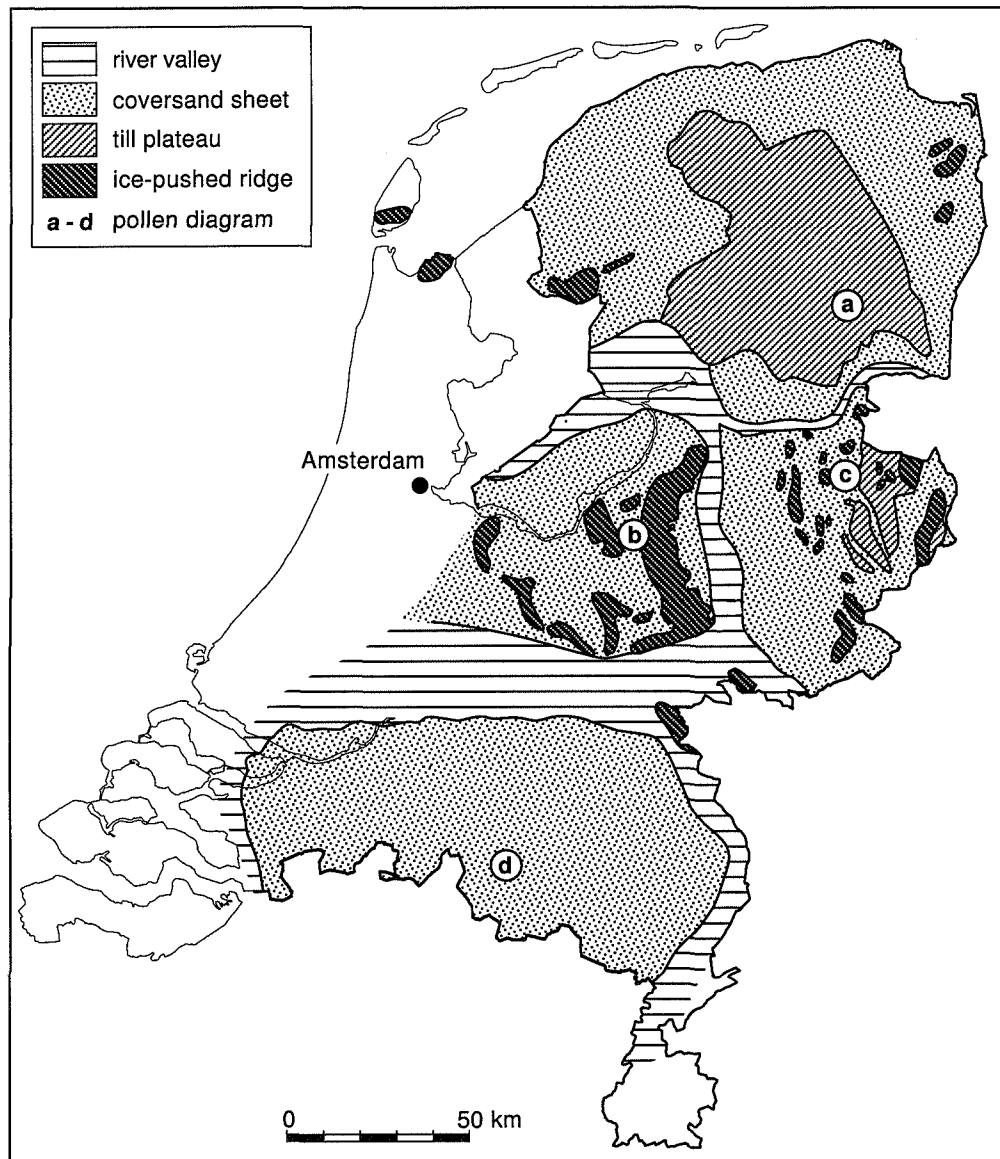 river valley
coversand sheet
till plateau
ice-pushed ridge
a - d pollen diagram
a
c
Amsterdam
b
d
0 50 km